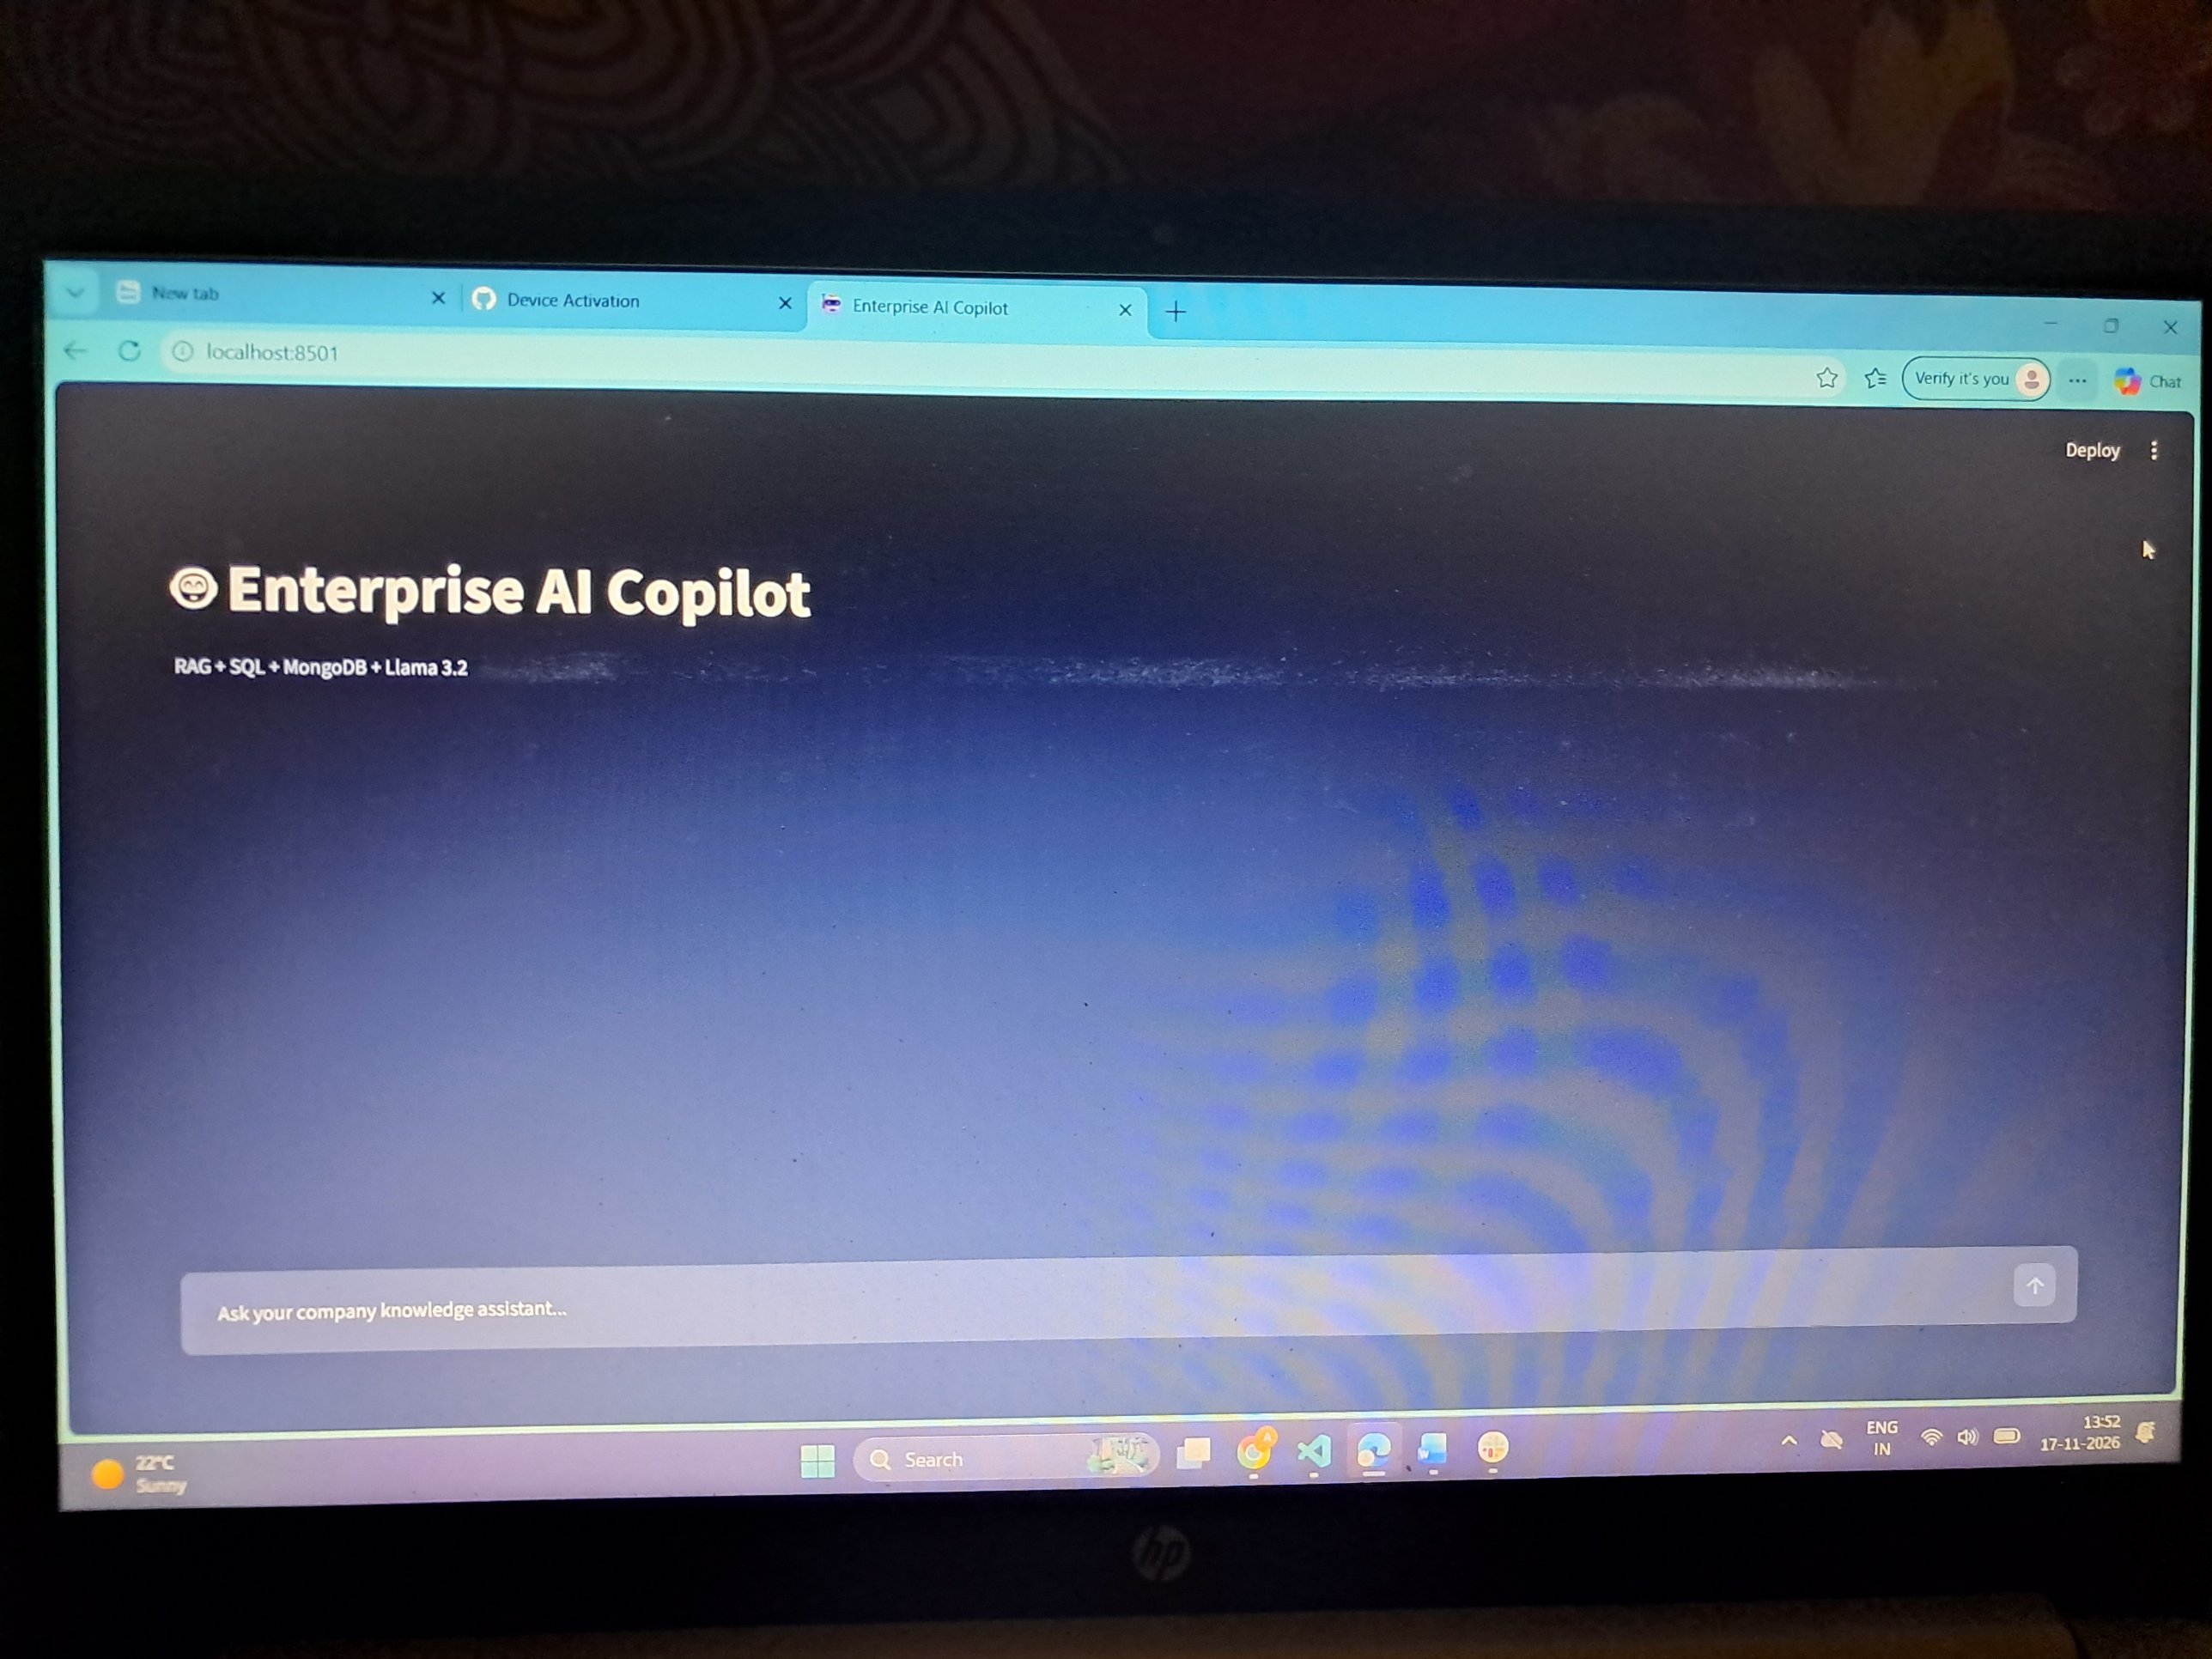 New tab
Device Activation
Enterprise AI Copilot
localhost:8501
Verify it's you
Chat
Deploy
Enterprise AI Copilot
RAG + SQL + MongoDB + Llama 3.2
Ask your company knowledge assistant...
22°C
Sunny
Search
ENG
IN
13:52
17-11-2026
hp